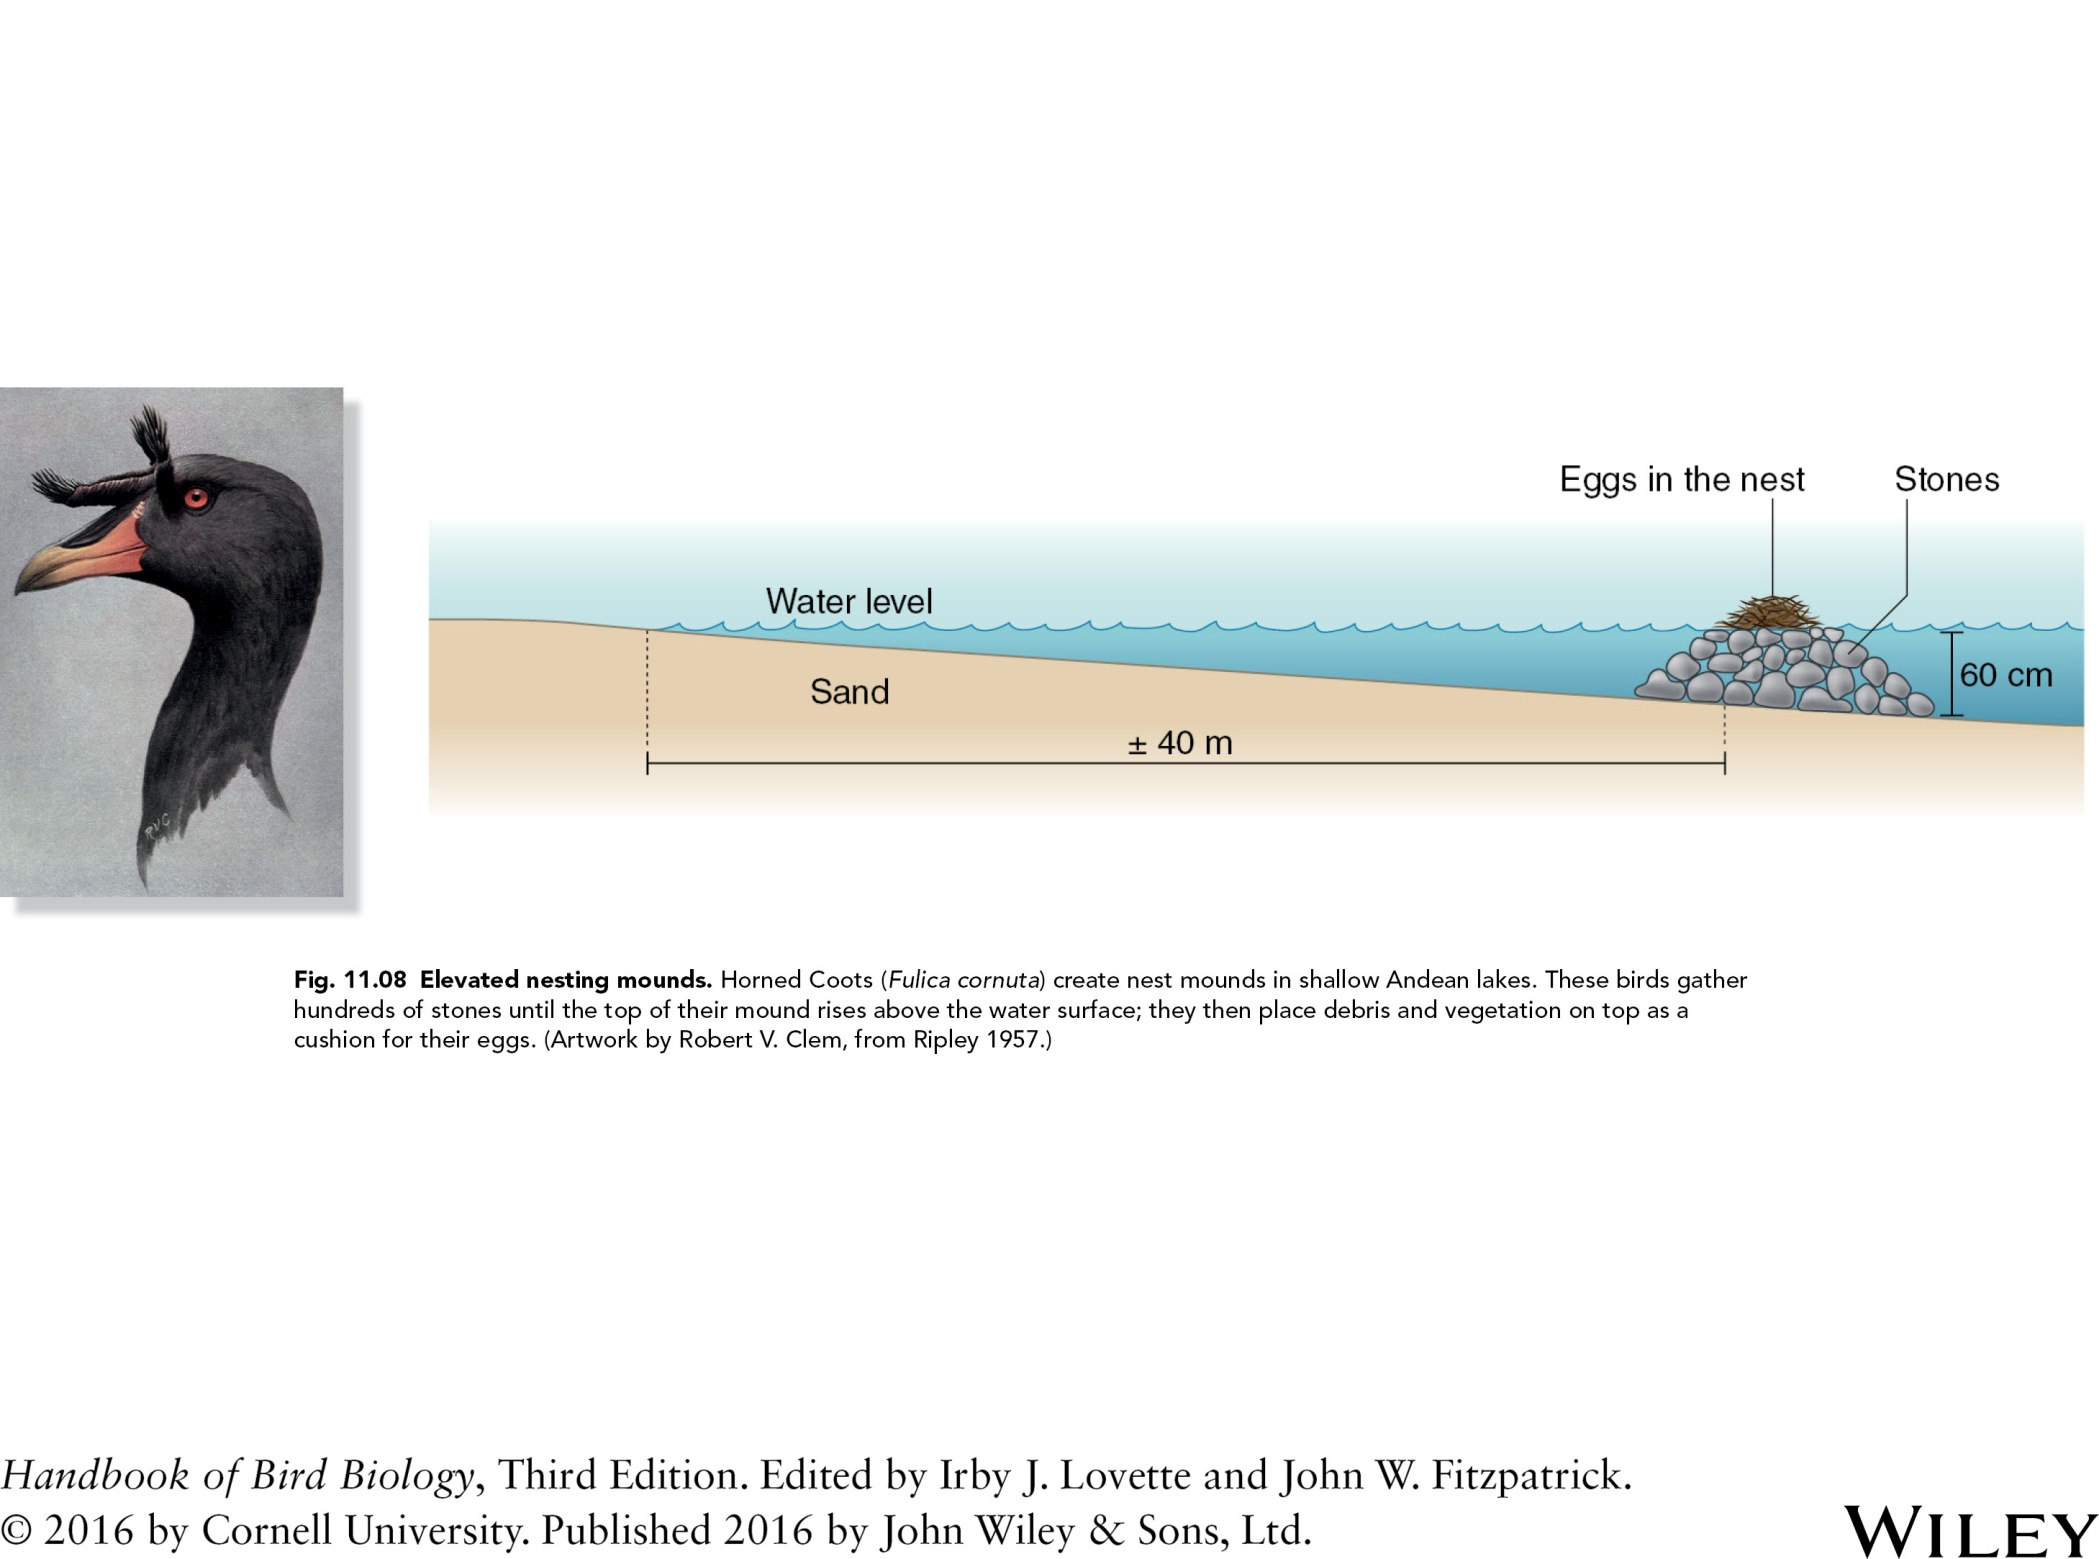 Eggs in the nest
Stones
Water level
60 cm
Sand
± 40 m
RVC
Fig. 11.08 Elevated nesting mounds. Horned Coots (Fulica cornuta) create nest mounds in shallow Andean lakes. These birds gather
hundreds of stones until the top of their mound rises above the water surface; they then place debris and vegetation on top as a
cushion for their eggs. (Artwork by Robert V. Clem, from Ripley 1957.)
Handbook of Bird Biology, Third Edition. Edited by Irby J. Lovette and John W. Fitzpatrick.
© 2016 by Cornell University. Published 2016 by John Wiley & Sons, Ltd.
WILEY